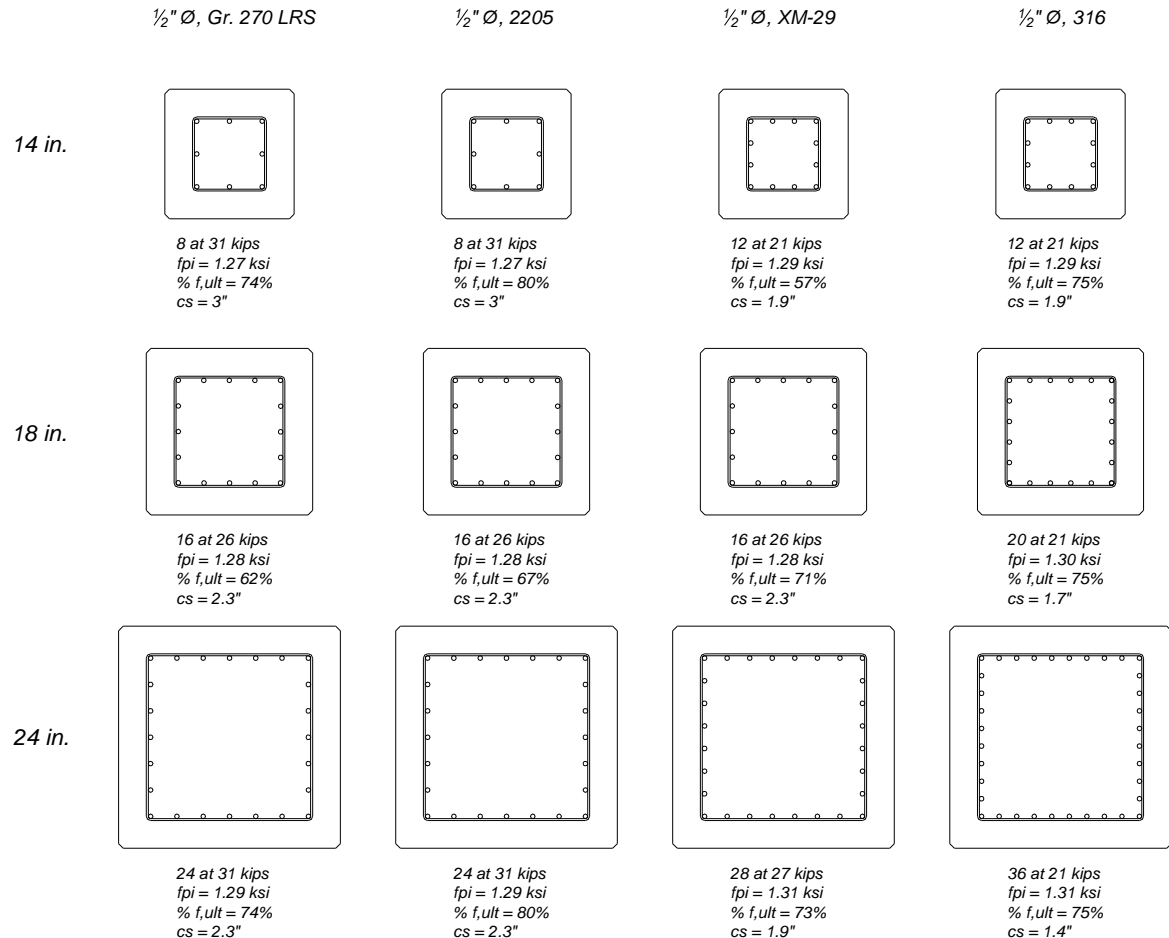 ½" Ø, Gr. 270 LRS
½" Ø, 2205
½" Ø, XM-29
½" Ø, 316
14 in.
8 at 31 kips
fpi = 1.27 ksi
% f,ult = 74%
cs = 3"
8 at 31 kips
fpi = 1.27 ksi
% f,ult = 80%
cs = 3"
12 at 21 kips
fpi = 1.29 ksi
% f,ult = 57%
cs = 1.9"
12 at 21 kips
fpi = 1.29 ksi
% f,ult = 75%
cs = 1.9"
18 in.
16 at 26 kips
fpi = 1.28 ksi
% f,ult = 62%
cs = 2.3"
16 at 26 kips
fpi = 1.28 ksi
% f,ult = 67%
cs = 2.3"
16 at 26 kips
fpi = 1.28 ksi
% f,ult = 71%
cs = 2.3"
20 at 21 kips
fpi = 1.30 ksi
% f,ult = 75%
cs = 1.7"
24 in.
24 at 31 kips
fpi = 1.29 ksi
% f,ult = 74%
cs = 2.3"
24 at 31 kips
fpi = 1.29 ksi
% f,ult = 80%
cs = 2.3"
28 at 27 kips
fpi = 1.31 ksi
% f,ult = 73%
cs = 1.9"
36 at 21 kips
fpi = 1.31 ksi
% f,ult = 75%
cs = 1.4"